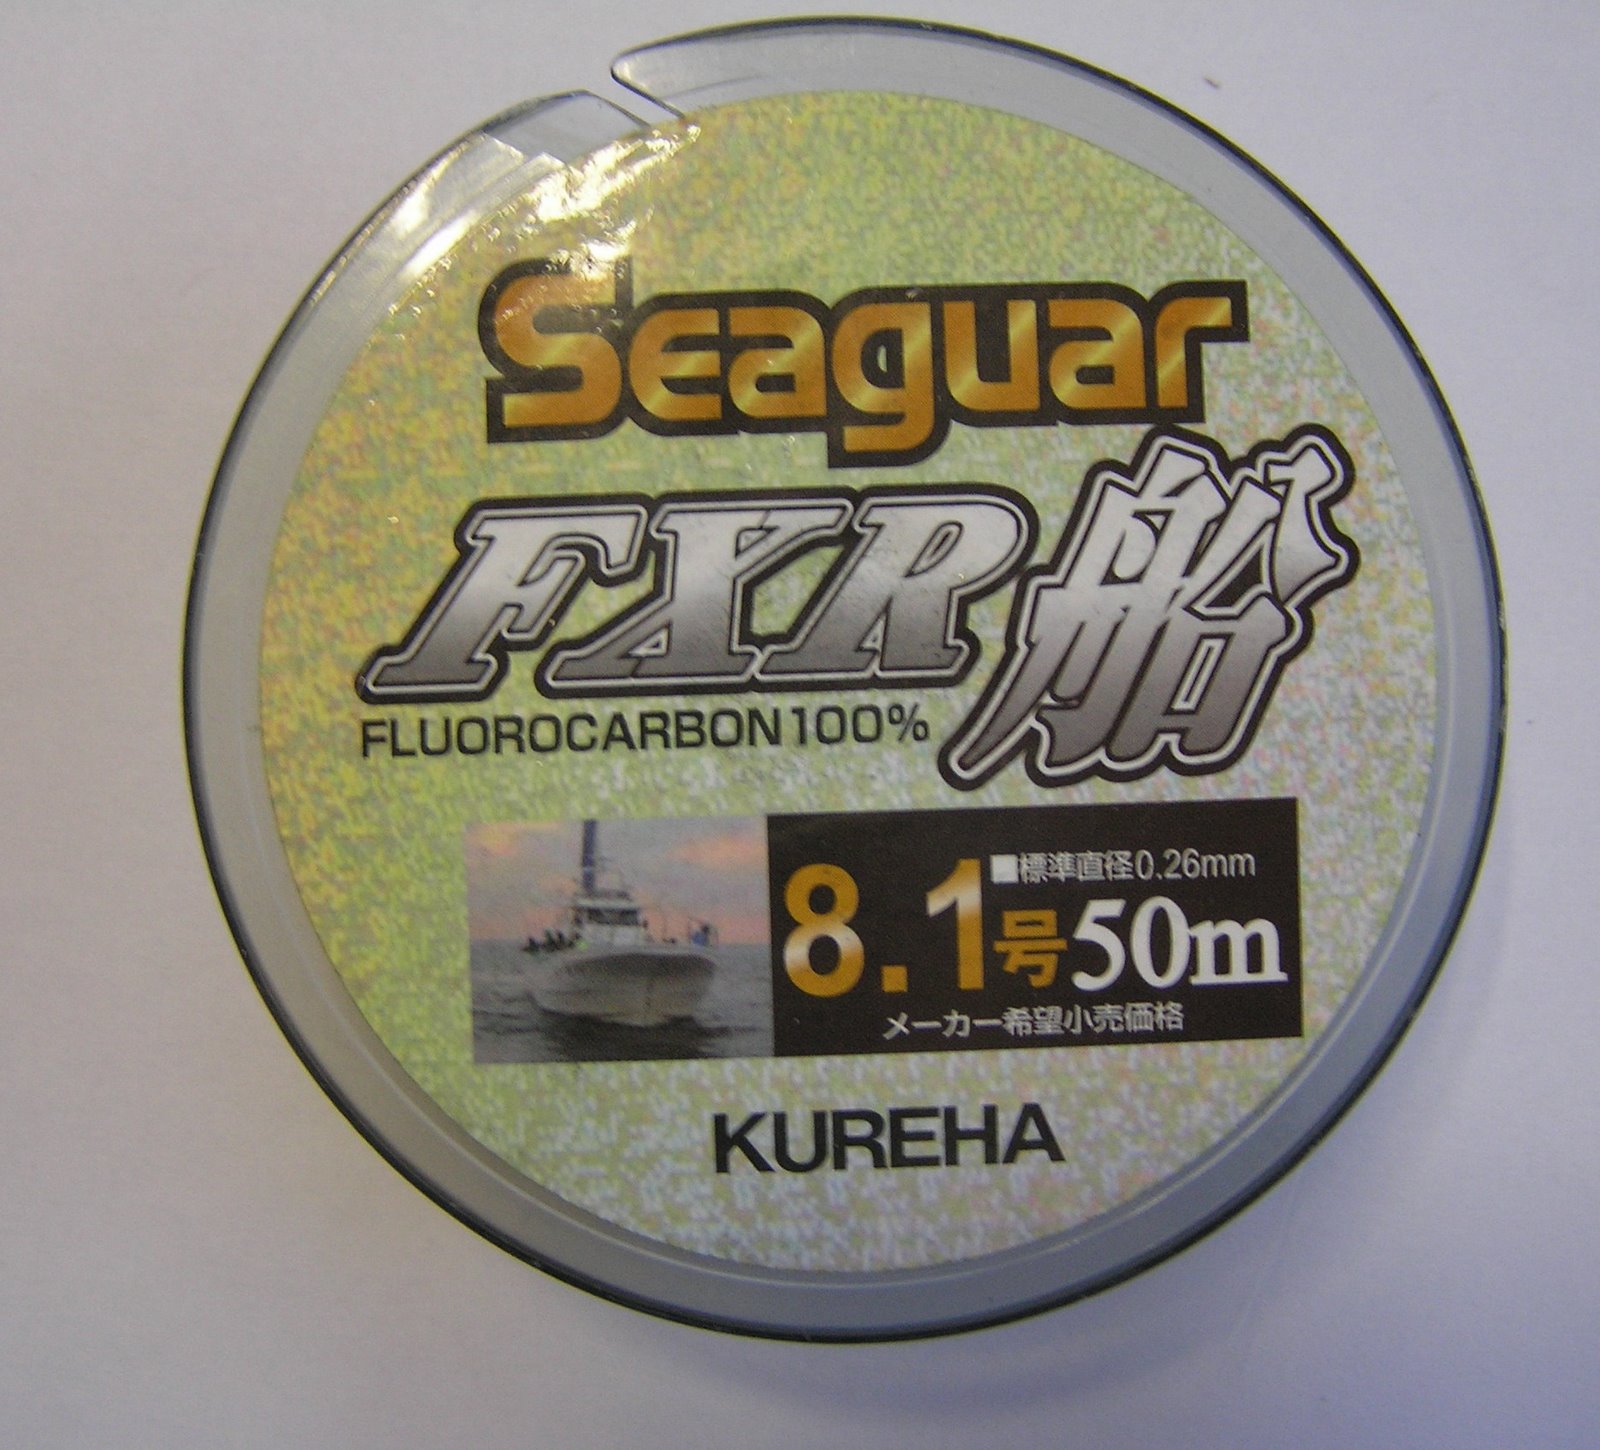 Seaguar
FXR船
FLUOROCARBON100%
■標準直径0.26mm
8.1号50m
メーカー希望小売価格
KUREHA